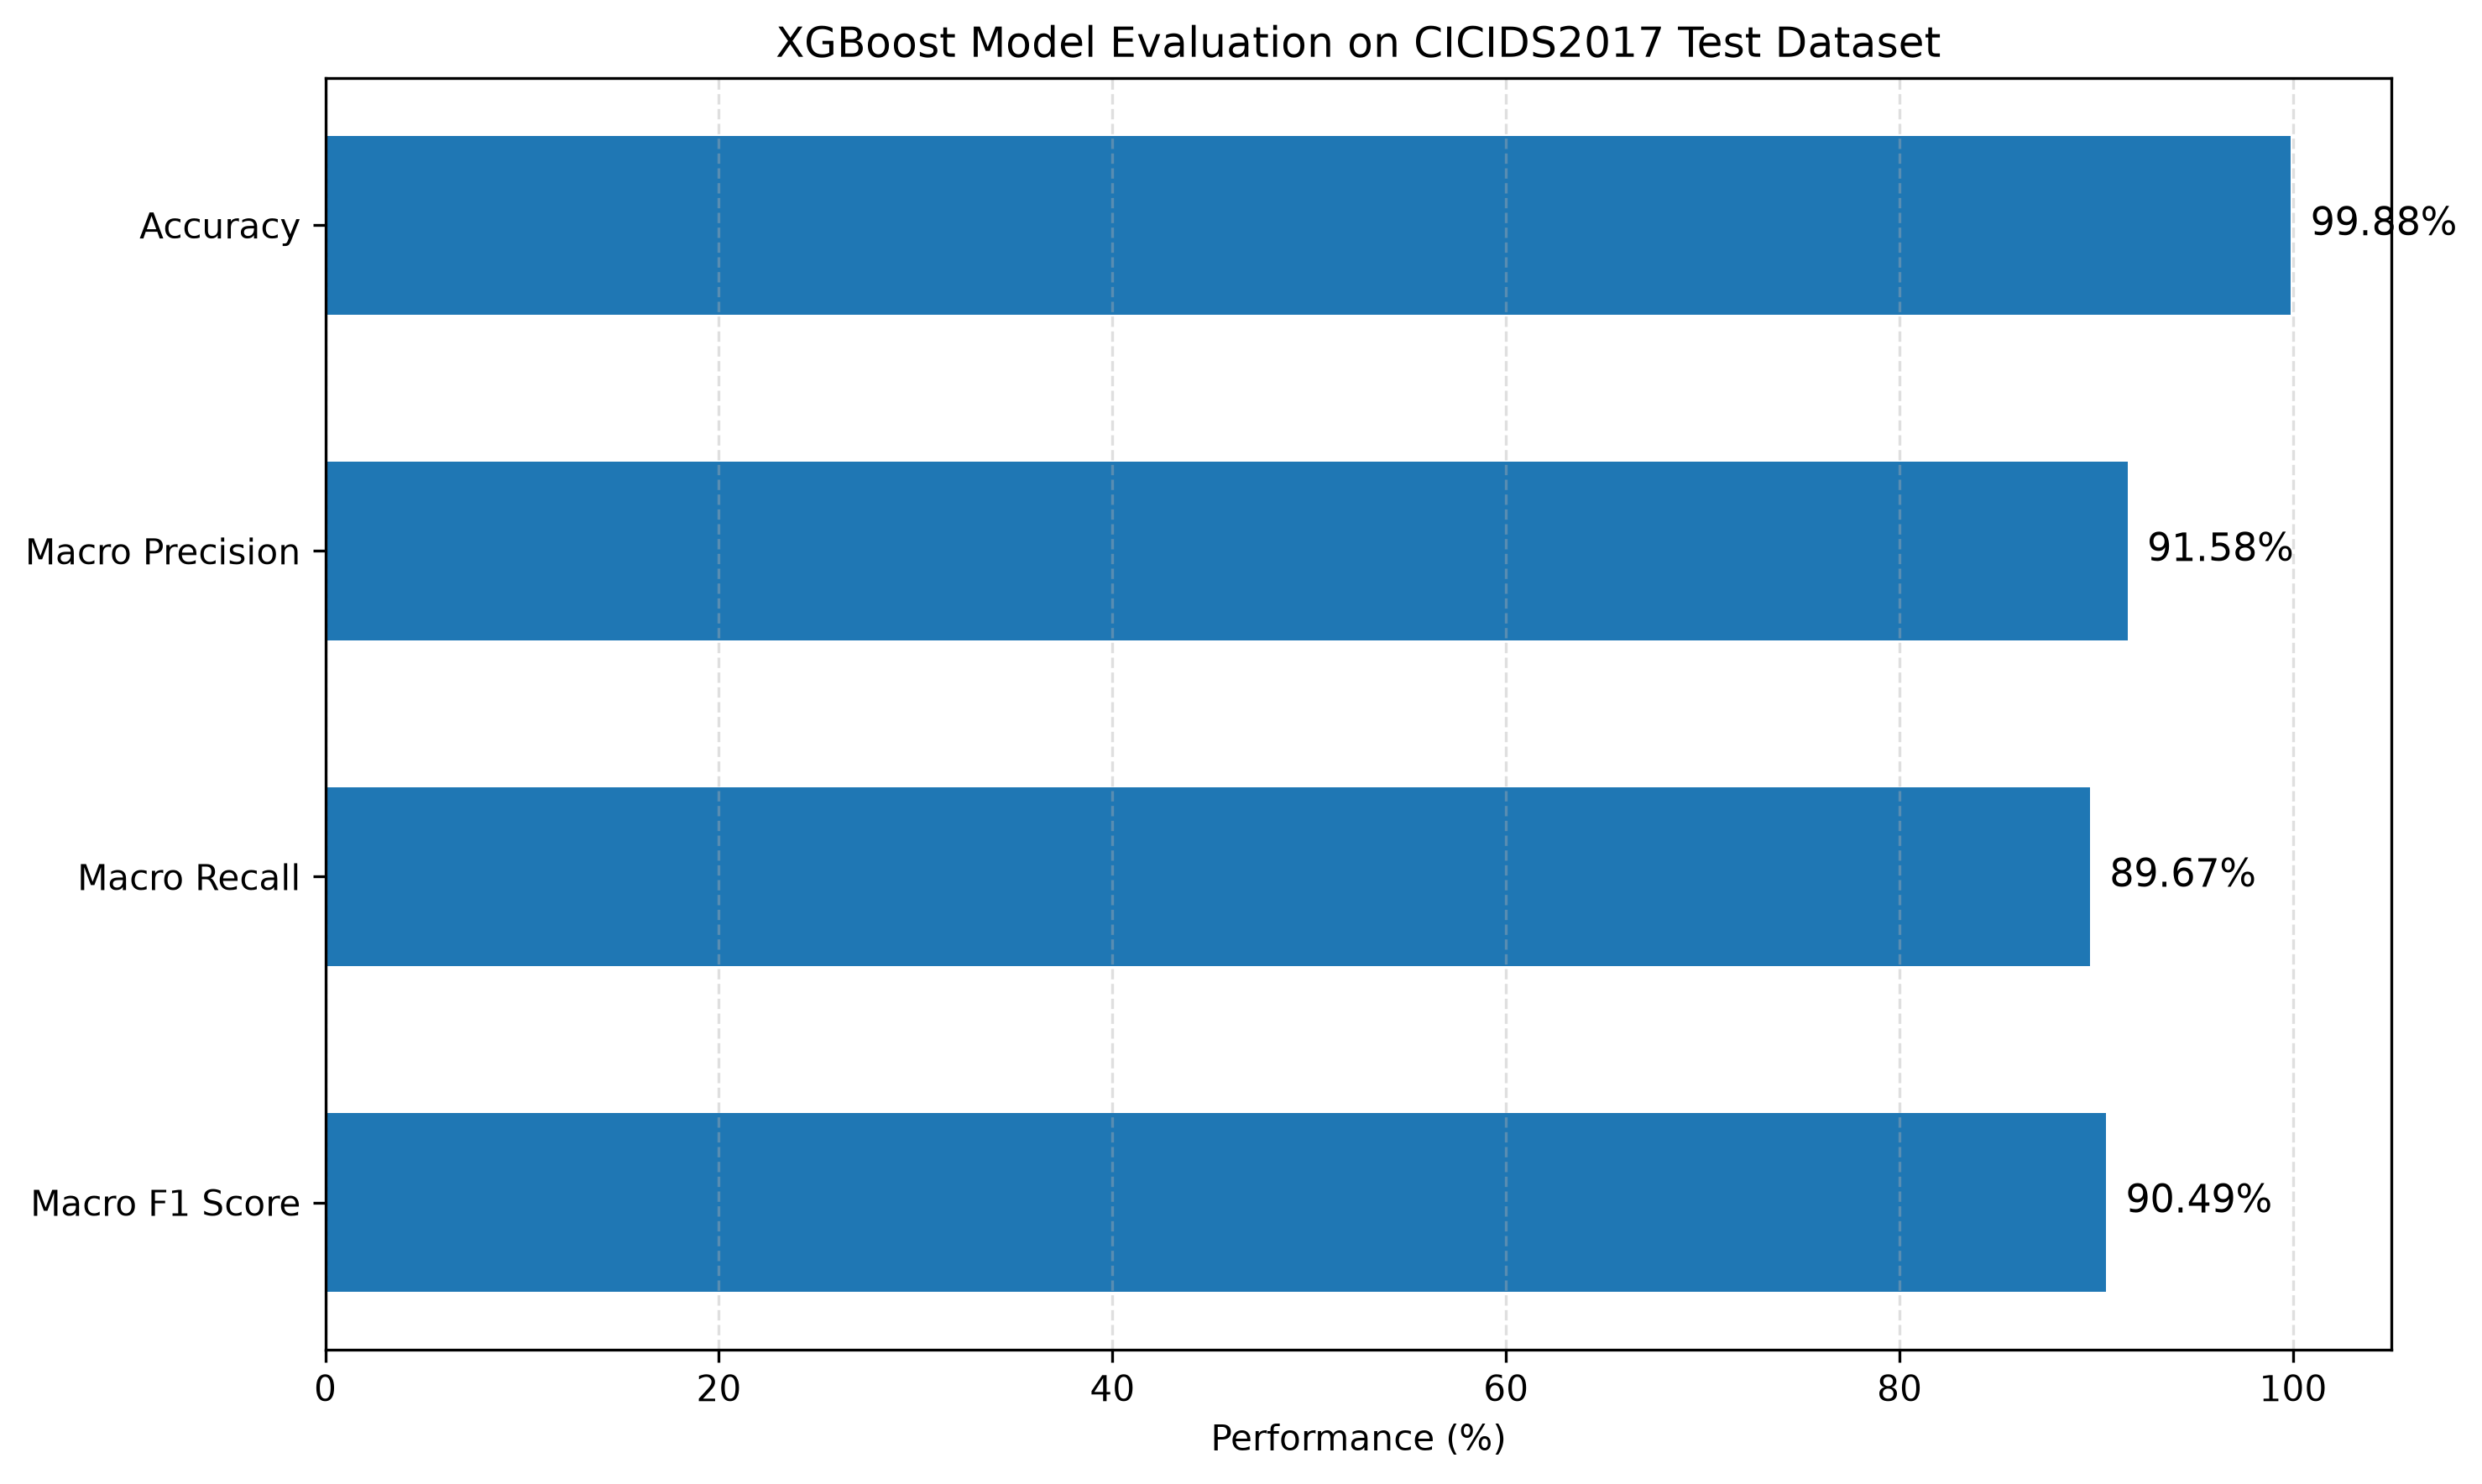 XGBoost Model Evaluation on CICIDS2017 Test Dataset
Accuracy
99.88%
Macro Precision
91.58%
Macro Recall
89.67%
Macro F1 Score
90.49%
0 20 40 60 80 100
Performance (%)